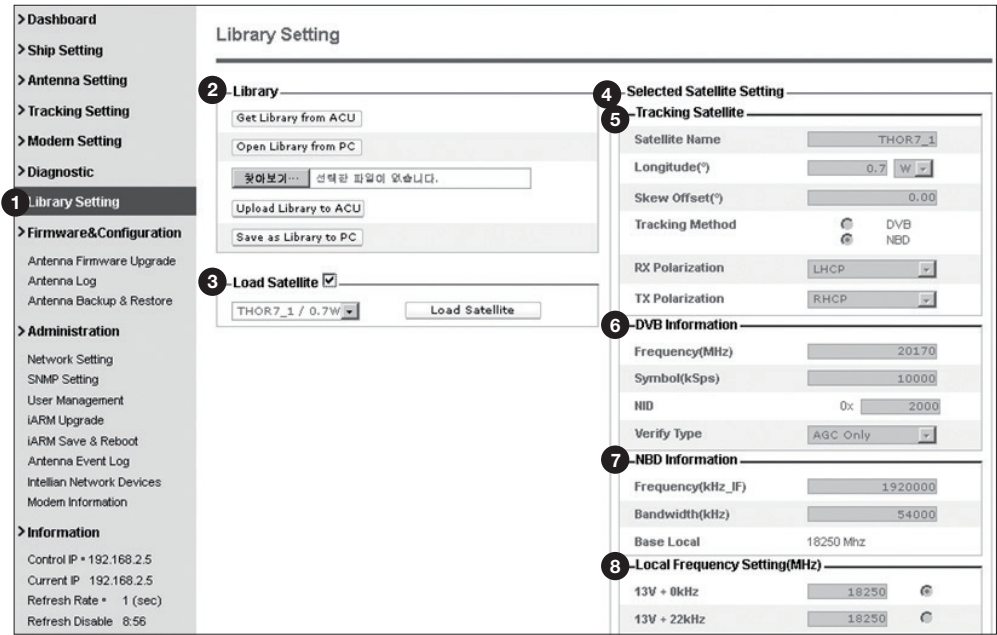 >Dashboard
>Ship Setting
>Antenna Setting
>Tracking Setting
>Modem Setting
>Diagnostic
1 Library Setting
>Firmware&Configuration
Antenna Firmware Upgrade
Antenna Log
Antenna Backup & Restore
>Administration
Network Setting
SNMP Setting
User Management
iARM Upgrade
iARM Save & Reboot
Antenna Event Log
Intellian Network Devices
Modem Information
>Information
Control IP • 192.168.2.5
Current IP 192.168.2.5
Refresh Rate • 1 (sec)
Refresh Disable 8:56
Library Setting
2 Library
Get Library from ACU
Open Library from PC
찾아보기… 선택한 파일이 없습니다.
Upload Library to ACU
Save as Library to PC
3 Load Satellite
THOR7_1 / 0.7W Load Satellite
4 Selected Satellite Setting
5 Tracking Satellite
Satellite Name THOR7_1
Longitude(º) 0.7 W
Skew Offset(º) 0.00
Tracking Method DVB
NBD
RX Polarization LHCP
TX Polarization RHCP
6 DVB Information
Frequency(MHz) 20170
Symbol(kSps) 10000
NID 0x 2000
Verify Type AGC Only
7 NBD Information
Frequency(kHz_IF) 1920000
Bandwidth(kHz) 54000
Base Local 18250 Mhz
8 Local Frequency Setting(MHz)
13V + 0kHz 18250
13V + 22kHz 18250